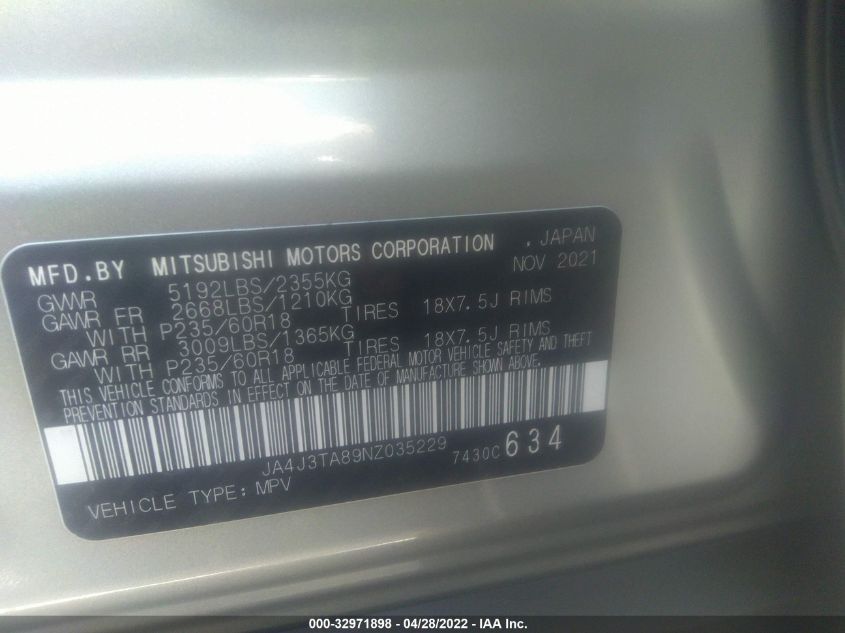 MFD.BY MITSUBISHI MOTORS CORPORATION , JAPAN
NOV 2021
GVWR 5192LBS/2355KG
GAWR FR 2668LBS/1210KG
WITH P235/60R18 TIRES 18X7.5J RIMS
GAWR RR 3009LBS/1365KG
WITH P235/60R18 TIRES 18X7.5J RIMS
THIS VEHICLE CONFORMS TO ALL APPLICABLE FEDERAL MOTOR VEHICLE SAFETY AND THEFT
PREVENTION STANDARDS IN EFFECT ON THE DATE OF MANUFACTURE SHOWN ABOVE.
JA4J3TA89NZ035229 7430C 634
VEHICLE TYPE: MPV
000-32971898 - 04/28/2022 - IAA Inc.